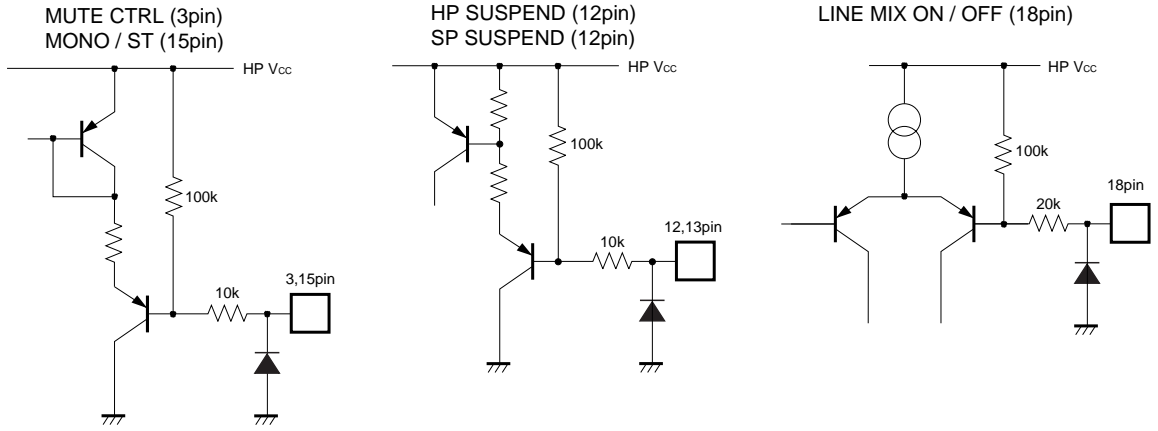 MUTE CTRL (3pin)
MONO / ST (15pin)
HP Vcc
100k
10k
3,15pin
HP SUSPEND (12pin)
SP SUSPEND (12pin)
HP Vcc
100k
10k
12,13pin
LINE MIX ON / OFF (18pin)
HP Vcc
100k
20k
18pin